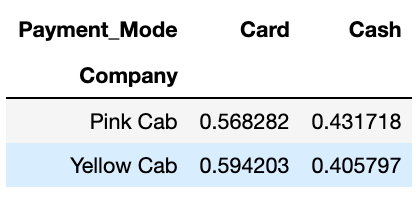 Payment_Mode Card Cash
Company
Pink Cab 0.568282 0.431718
Yellow Cab 0.594203 0.405797